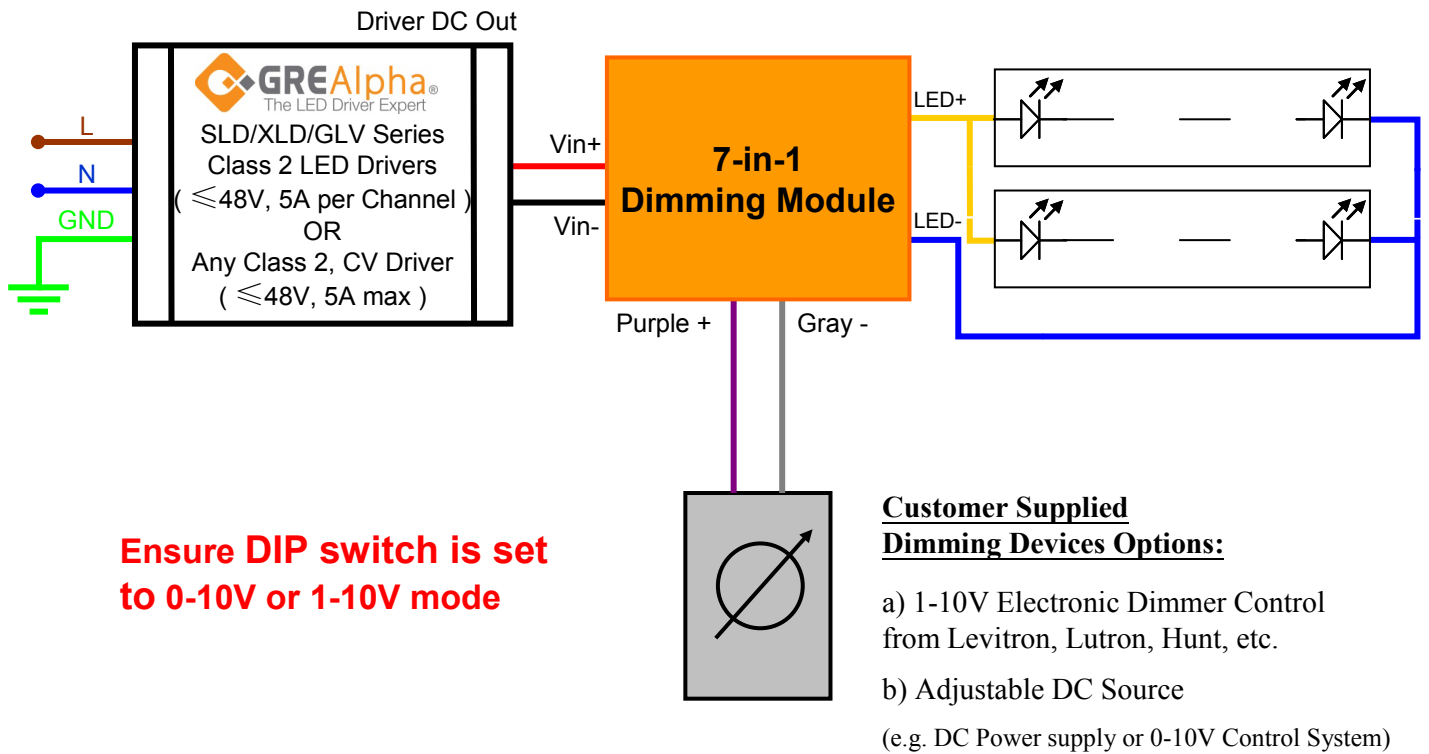 Driver DC Out
GREAlpha®
The LED Driver Expert
SLD/XLD/GLV Series
Class 2 LED Drivers
( ≤48V, 5A per Channel )
OR
Any Class 2, CV Driver
( ≤48V, 5A max )
L
N
GND
Vin+
Vin-
7-in-1
Dimming Module
LED+
LED-
Purple +
Gray -
Ensure DIP switch is set
to 0-10V or 1-10V mode
Customer Supplied
Dimming Devices Options:
a) 1-10V Electronic Dimmer Control
from Levitron, Lutron, Hunt, etc.
b) Adjustable DC Source
(e.g. DC Power supply or 0-10V Control System)